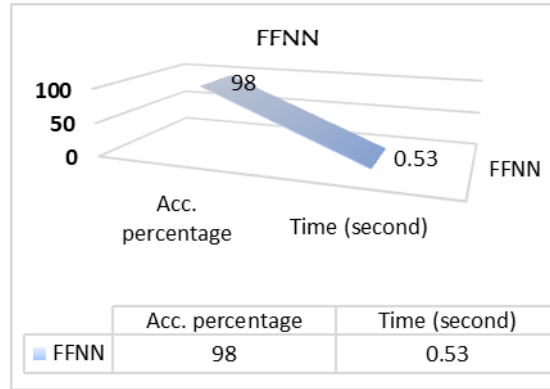 FFNN
100
98
50
0
0.53
FFNN
Acc.
percentage
Time (second)
Acc. percentage Time (second)
FFNN 98 0.53